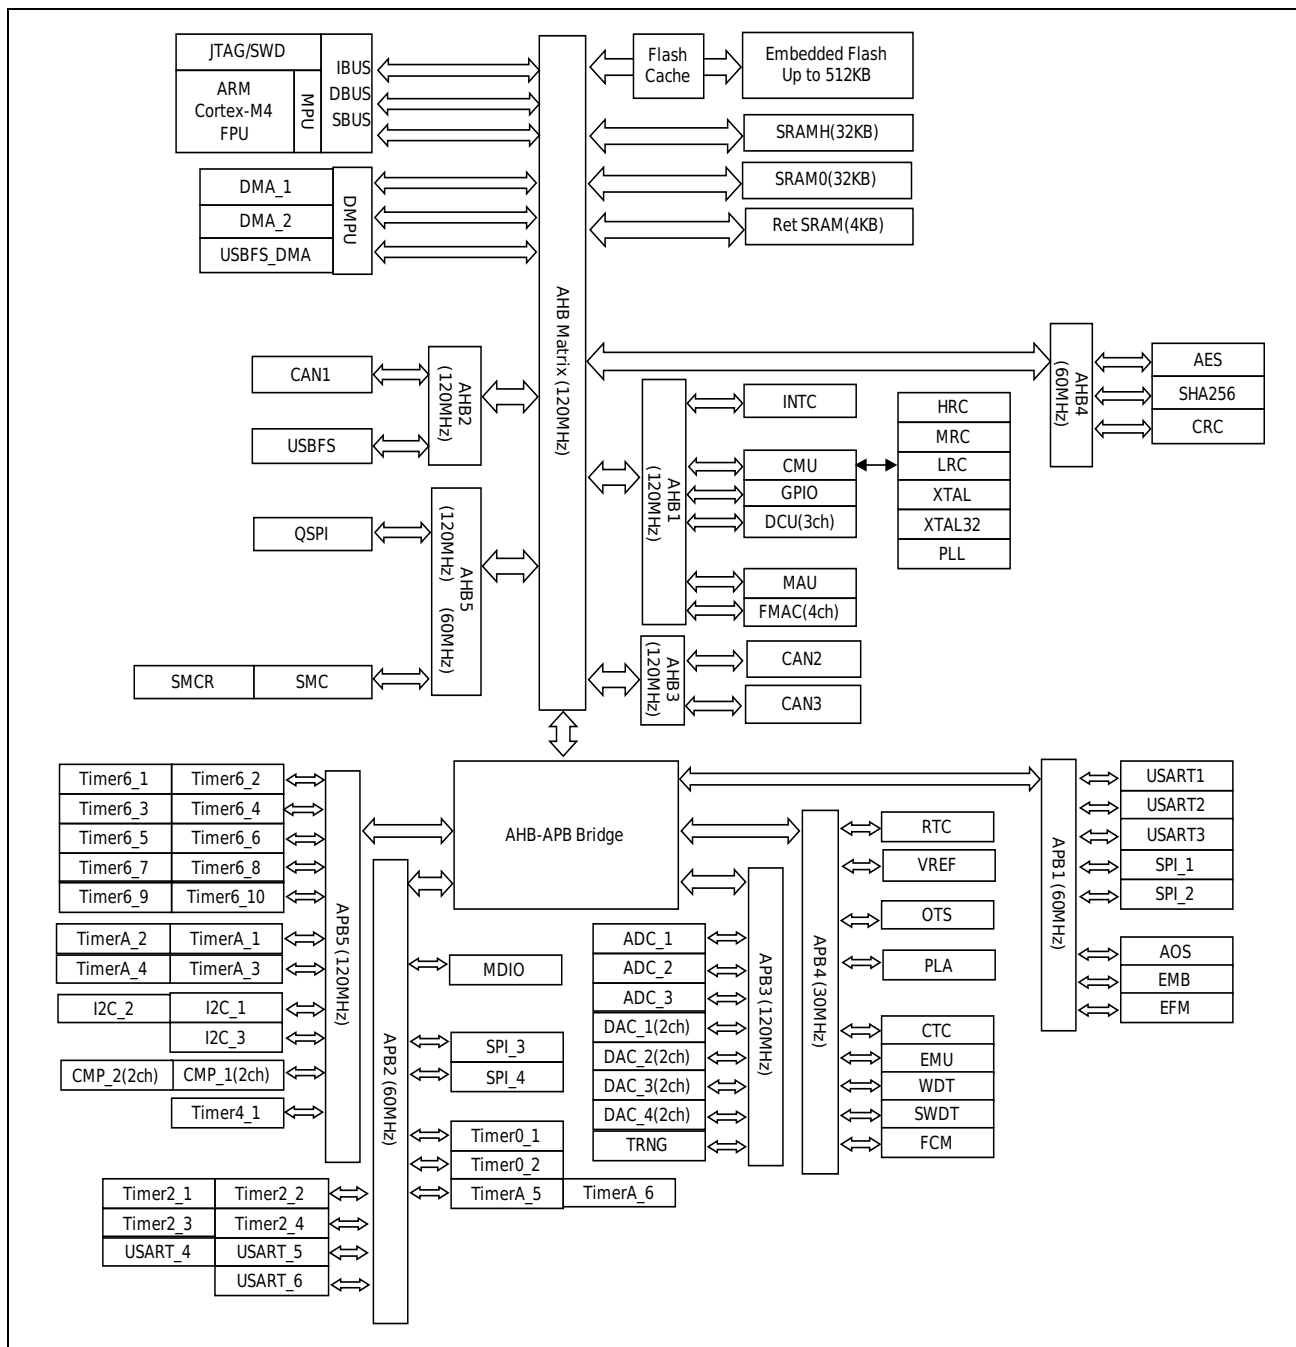 JTAG/SWD
ARM
Cortex-M4
FPU
MPU
IBUS
DBUS
SBUS
Flash
Cache
Embedded Flash
Up to 512KB
SRAMH(32KB)
SRAM0(32KB)
Ret SRAM(4KB)
DMA_1
DMA_2
USBFS_DMA
DMPU
AHB Matrix (120MHz)
CAN1
USBFS
AHB2
(120MHz)
QSPI
SMCR
SMC
AHB5
(120MHz) (60MHz)
AHB4
(60MHz)
AES
SHA256
CRC
AHB1
(120MHz)
INTC
CMU
GPIO
DCU(3ch)
MAU
FMAC(4ch)
HRC
MRC
LRC
XTAL
XTAL32
PLL
AHB3
(120MHz)
CAN2
CAN3
AHB-APB Bridge
Timer6_1 Timer6_2
Timer6_3 Timer6_4
Timer6_5 Timer6_6
Timer6_7 Timer6_8
Timer6_9 Timer6_10
TimerA_2 TimerA_1
TimerA_4 TimerA_3
I2C_2 I2C_1
I2C_3
CMP_2(2ch) CMP_1(2ch)
Timer4_1
APB5 (120MHz)
APB2 (60MHz)
MDIO
SPI_3
SPI_4
Timer0_1
Timer0_2
TimerA_5 TimerA_6
Timer2_1 Timer2_2
Timer2_3 Timer2_4
USART_4 USART_5
USART_6
ADC_1
ADC_2
ADC_3
DAC_1(2ch)
DAC_2(2ch)
DAC_3(2ch)
DAC_4(2ch)
TRNG
APB3 (120MHz)
APB4 (30MHz)
RTC
VREF
OTS
PLA
CTC
EMU
WDT
SWDT
FCM
APB1 (60MHz)
USART1
USART2
USART3
SPI_1
SPI_2
AOS
EMB
EFM